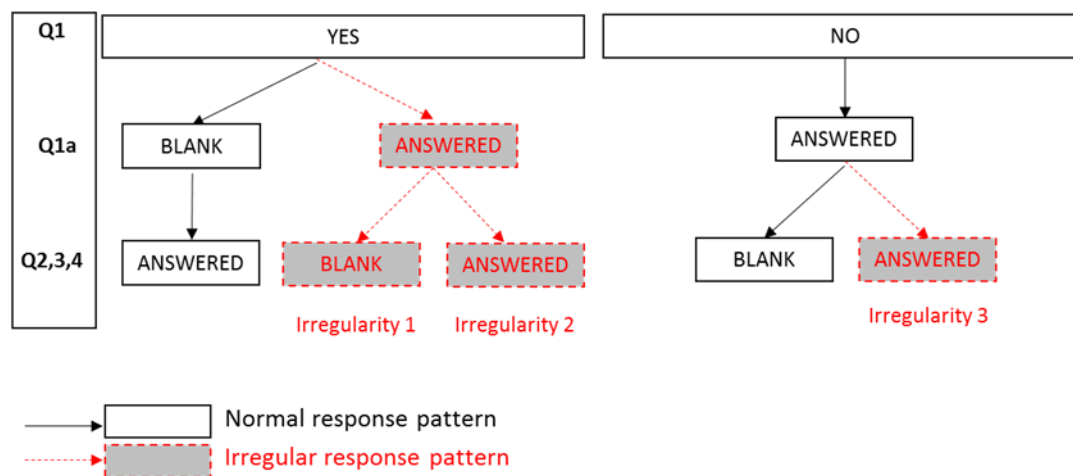 Q1
YES
NO
Q1a
BLANK
ANSWERED
ANSWERED
Q2,3,4
ANSWERED
BLANK
ANSWERED
BLANK
ANSWERED
Irregularity 1
Irregularity 2
Irregularity 3
Normal response pattern
Irregular response pattern